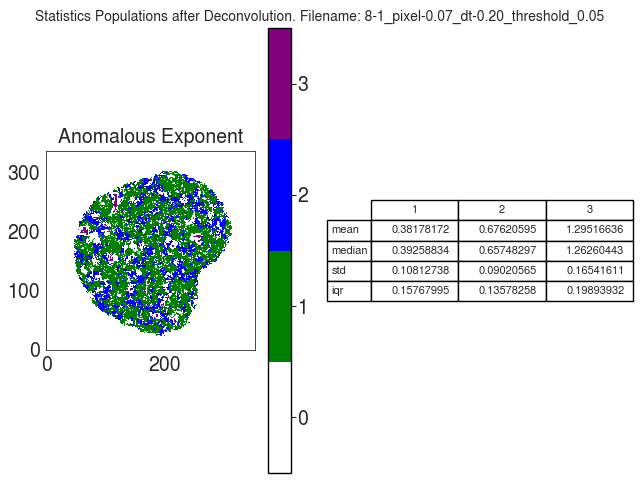 Statistics Populations after Deconvolution. Filename: 8-1_pixel-0.07_dt-0.20_threshold_0.05
Anomalous Exponent
300
200
100
0
0 200
3
2
1
0
1 2 3
mean 0.38178172 0.67620595 1.29516636
median 0.39258834 0.65748297 1.26260443
std 0.10812738 0.09020565 0.16541611
iqr 0.15767995 0.13578258 0.19893932